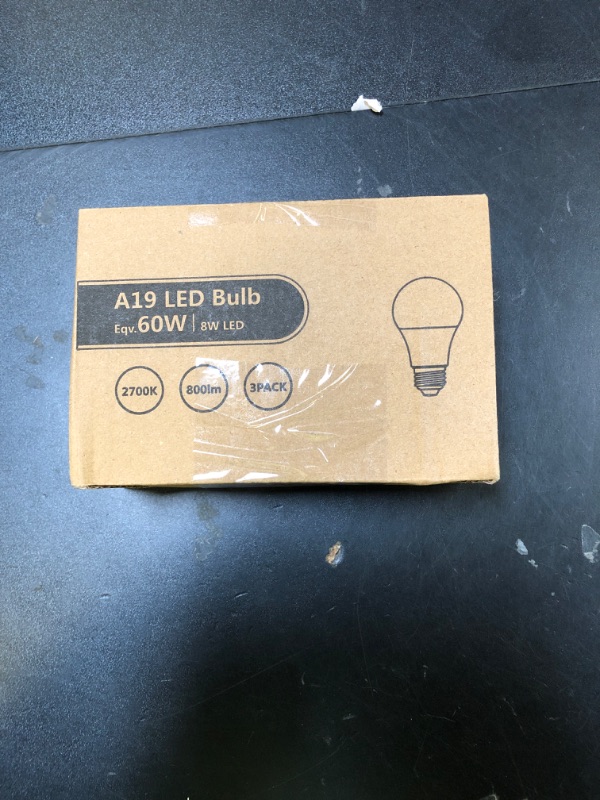 A19 LED Bulb
Eqv.60W | 8W LED
2700K 800lm 3PACK